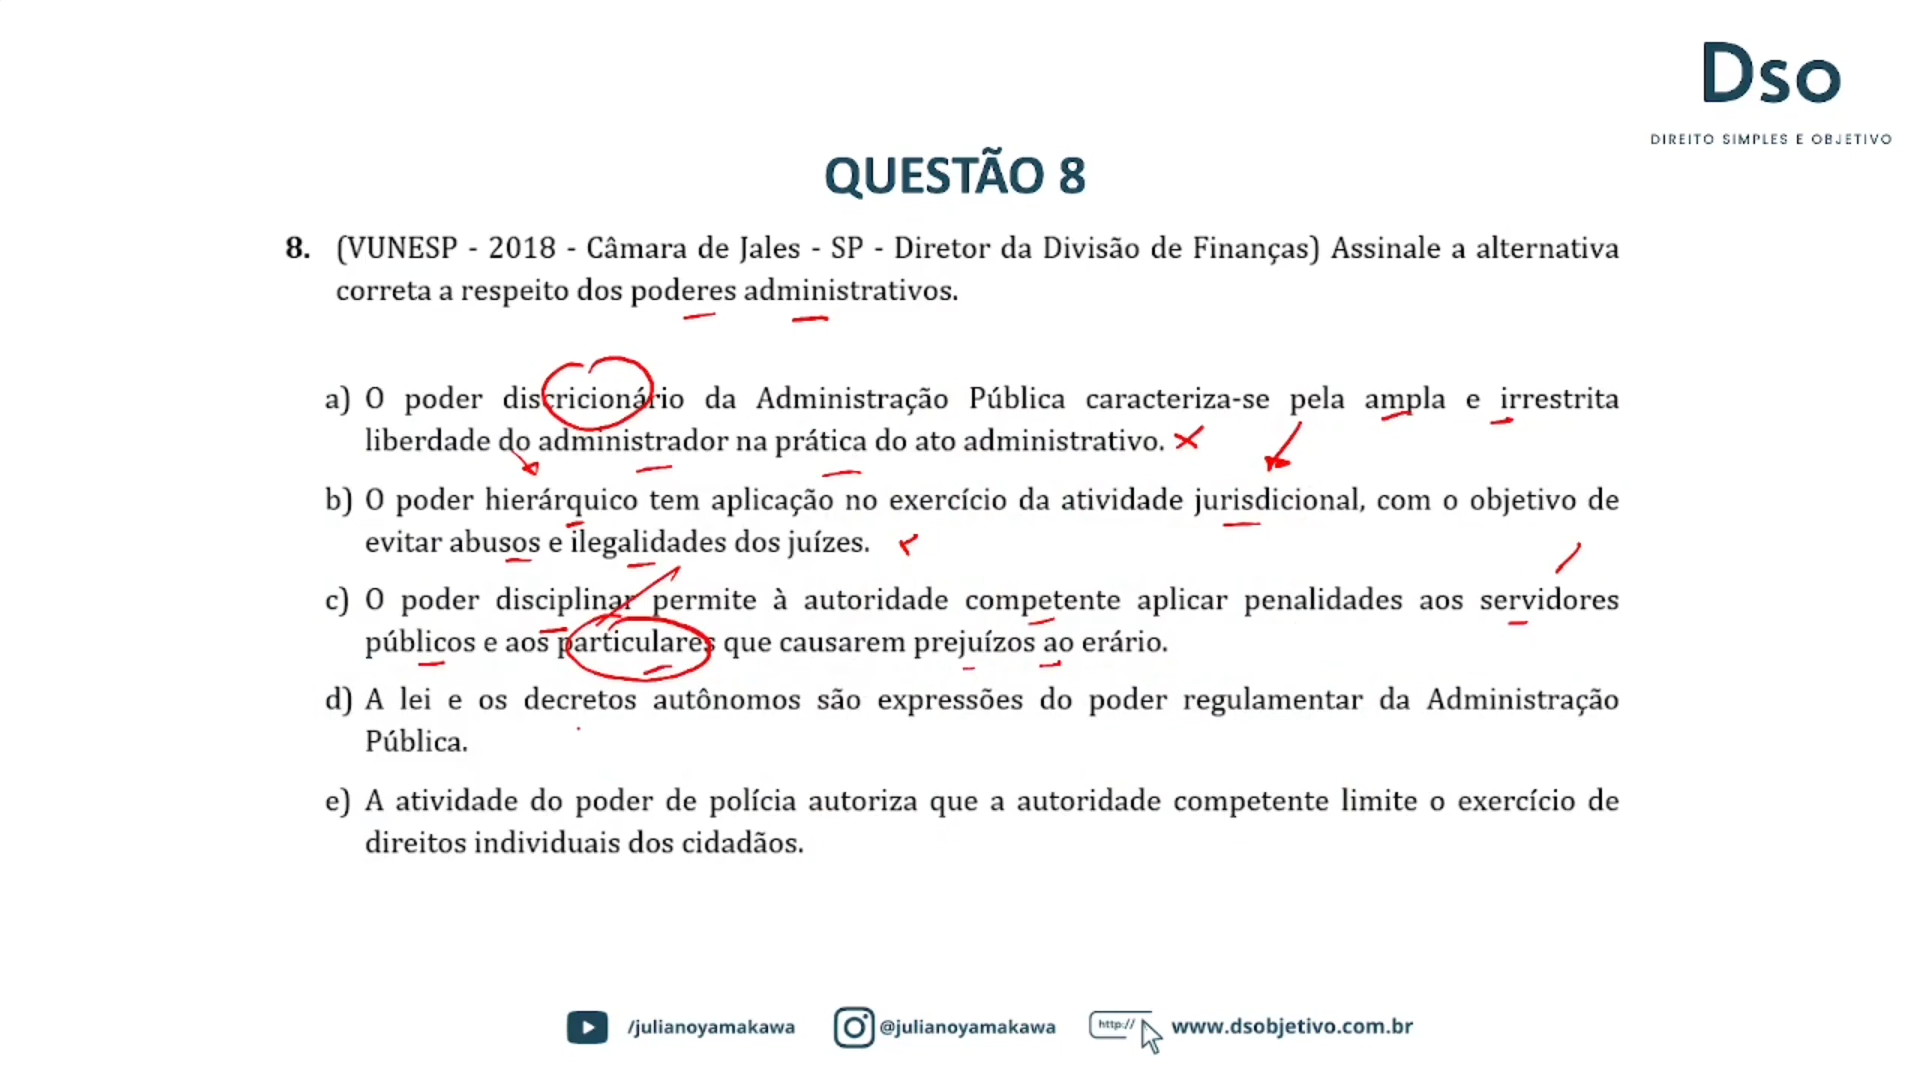 Dso
DIREITO SIMPLES E OBJETIVO
QUESTÃO 8
8. (VUNESP - 2018 - Câmara de Jales - SP - Diretor da Divisão de Finanças) Assinale a alternativa
correta a respeito dos poderes administrativos.
a) O poder discricionário da Administração Pública caracteriza-se pela ampla e irrestrita
liberdade do administrador na prática do ato administrativo.
b) O poder hierárquico tem aplicação no exercício da atividade jurisdicional, com o objetivo de
evitar abusos e ilegalidades dos juízes.
c) O poder disciplinar permite à autoridade competente aplicar penalidades aos servidores
públicos e aos particulares que causarem prejuízos ao erário.
d) A lei e os decretos autônomos são expressões do poder regulamentar da Administração
Pública.
e) A atividade do poder de polícia autoriza que a autoridade competente limite o exercício de
direitos individuais dos cidadãos.
/julianoyamakawa @julianoyamakawa http:// www.dsobjetivo.com.br